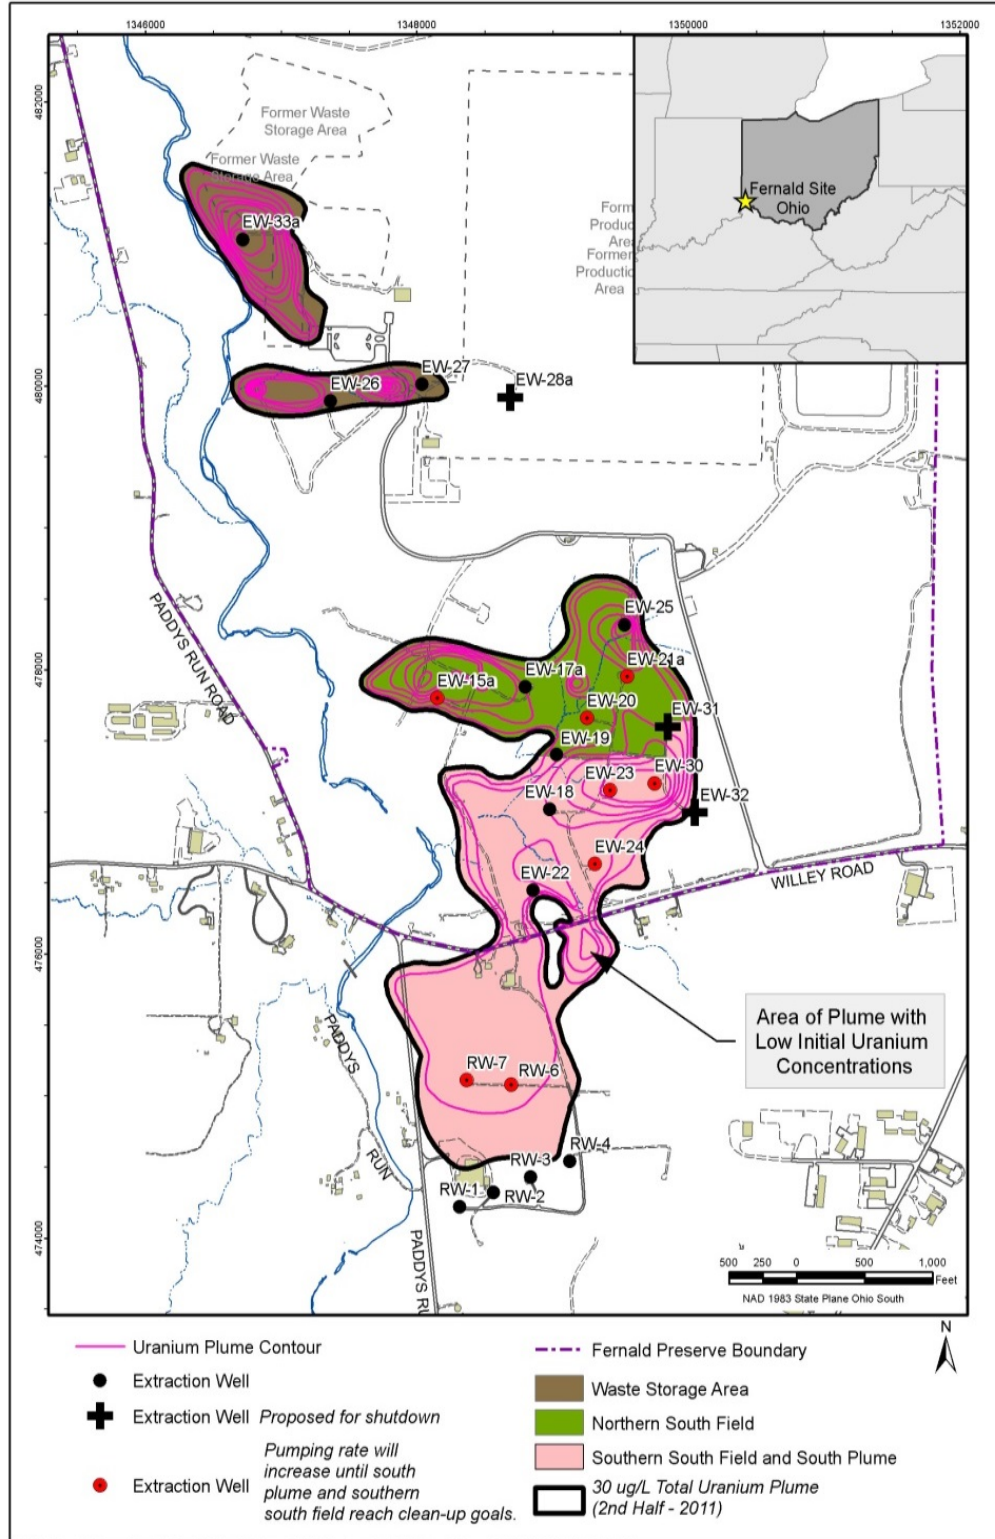 1346000
1348000
1350000
1352000
482000
480000
478000
476000
474000
Former Waste
Storage Area
Former Waste
Storage Area
Fernald Site
Ohio
Form
Produc
Area
Former
Productio
Area
EW-33a
EW-27
EW-26
EW-28a
PADDYS RUN ROAD
EW-25
EW-21a
EW-17a
EW-15a
EW-20
EW-31
EW-19
EW-30
EW-23
EW-18
EW-32
EW-24
EW-22
WILLEY ROAD
Area of Plume with
Low Initial Uranium
Concentrations
PADDYS
RUN
RW-7
RW-6
RW-4
RW-3
RW-1
RW-2
PADDYS RU
500 250 0 500 1,000
Feet
NAD 1983 State Plane Ohio South
N
Uranium Plume Contour
Extraction Well
Extraction Well Proposed for shutdown
Extraction Well
Pumping rate will
increase until south
plume and southern
south field reach clean-up goals.
Fernald Preserve Boundary
Waste Storage Area
Northern South Field
Southern South Field and South Plume
30 ug/L Total Uranium Plume
(2nd Half - 2011)